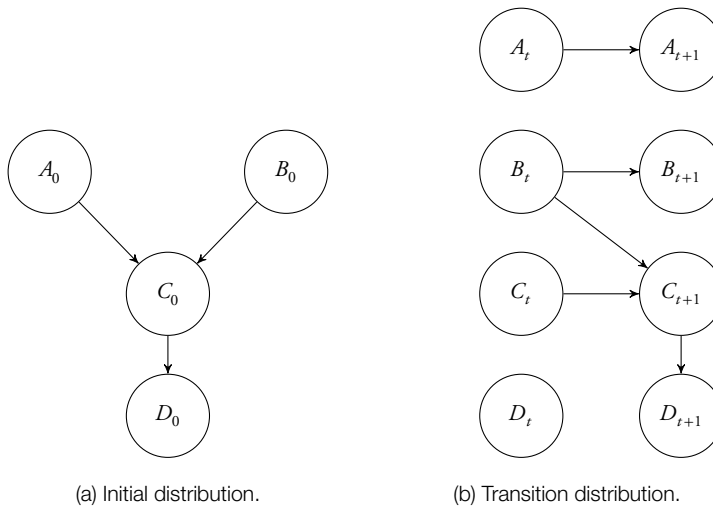 A_t A_{t+1}
A_0 B_0 B_t B_{t+1}
C_0 C_t C_{t+1}
D_0 D_t D_{t+1}
(a) Initial distribution. (b) Transition distribution.